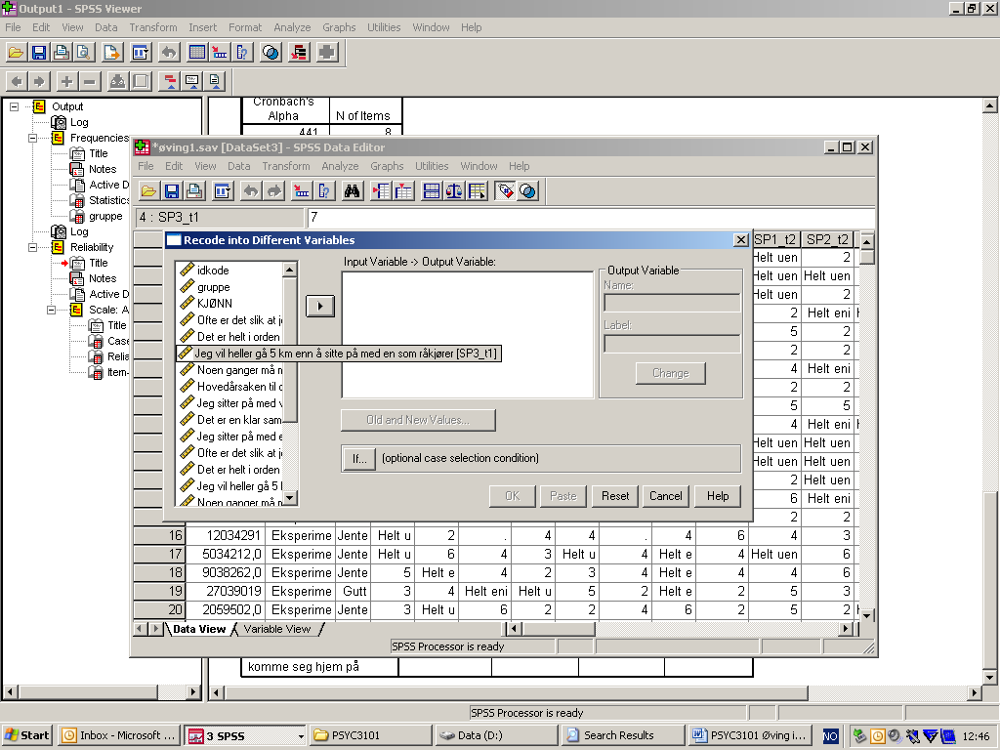 Output1 - SPSS Viewer
File Edit View Data Transform Insert Format Analyze Graphs Utilities Window Help
Output
Log
Frequencies
Title
Notes
Active D
Statistics
gruppe
Log
Reliability
Title
Notes
Active D
Scale: A
Title
Case
Relia
Item-
Cronbach's
Alpha N of Items
,441 8
*øving1.sav [DataSet3] - SPSS Data Editor
File Edit View Data Transform Analyze Graphs Utilities Window Help
4 : SP3_t1 7
Recode into Different Variables
idkode
gruppe
KJØNN
Ofte er det slik at je
Det er helt i orden
Jeg vil heller gå 5 km enn å sitte på med en som råkjører [SP3_t1]
Noen ganger må m
Hovedårsaken til d
Jeg sitter på med v
Det er en klar sam
Jeg sitter på med e
Ofte er det slik at je
Det er helt i orden
Jeg vil heller gå 5 k
Noen ganger må m
Input Variable -> Output Variable:
Output Variable
Name:
Label:
Change
Old and New Values...
If... (optional case selection condition)
OK Paste Reset Cancel Help
SP1_t2 SP2_t2
Helt uen 2
Helt uen Helt uen
Helt uen 2
2 Helt eni
5 2
2 2
4 Helt eni
2 2
5 5
4 Helt eni
Helt uen Helt uen
Helt uen Helt uen
2 Helt uen
6 Helt eni
2 2
16 12034291 Eksperime Jente Helt u 2 . 4 4 . 4 6 4 3
17 5034212,0 Eksperime Jente Helt u 6 4 3 Helt u 4 Helt e 4 Helt uen 6
18 9038262,0 Eksperime Jente 5 Helt e 4 2 3 4 Helt e 4 4 6
19 27039019 Eksperime Gutt 3 4 Helt eni Helt u 5 2 Helt e 2 5 3
20 2059502,0 Eksperime Jente 3 Helt u 6 2 2 4 6 2 5 2
Data View Variable View
SPSS Processor is ready
komme seg hjem på
SPSS Processor is ready
Start Inbox - Microsoft ... 3 SPSS PSYC3101 Data (D:) Search Results PSYC3101 Øving i... NO 12:46